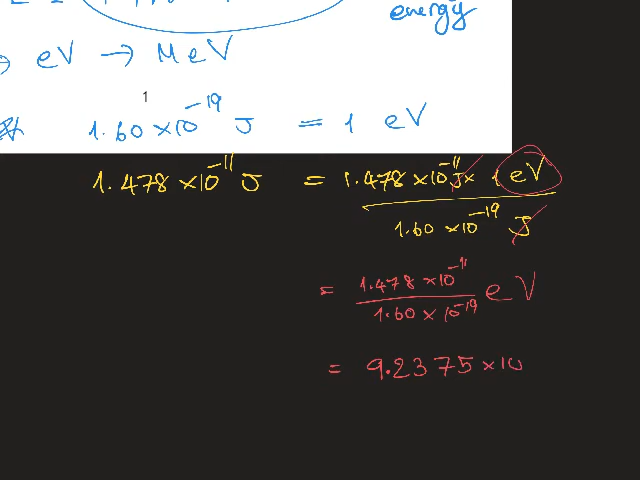 energy
eV → MeV
1
1.60 × 10⁻¹⁹ J = 1 eV
1.478 × 10⁻¹¹ J = 1.478 × 10⁻¹¹ J × 1 eV
1.60 × 10⁻¹⁹ J
= 1.478 × 10⁻¹¹
1.60 × 10⁻¹⁹ eV
= 9.2375 × 10